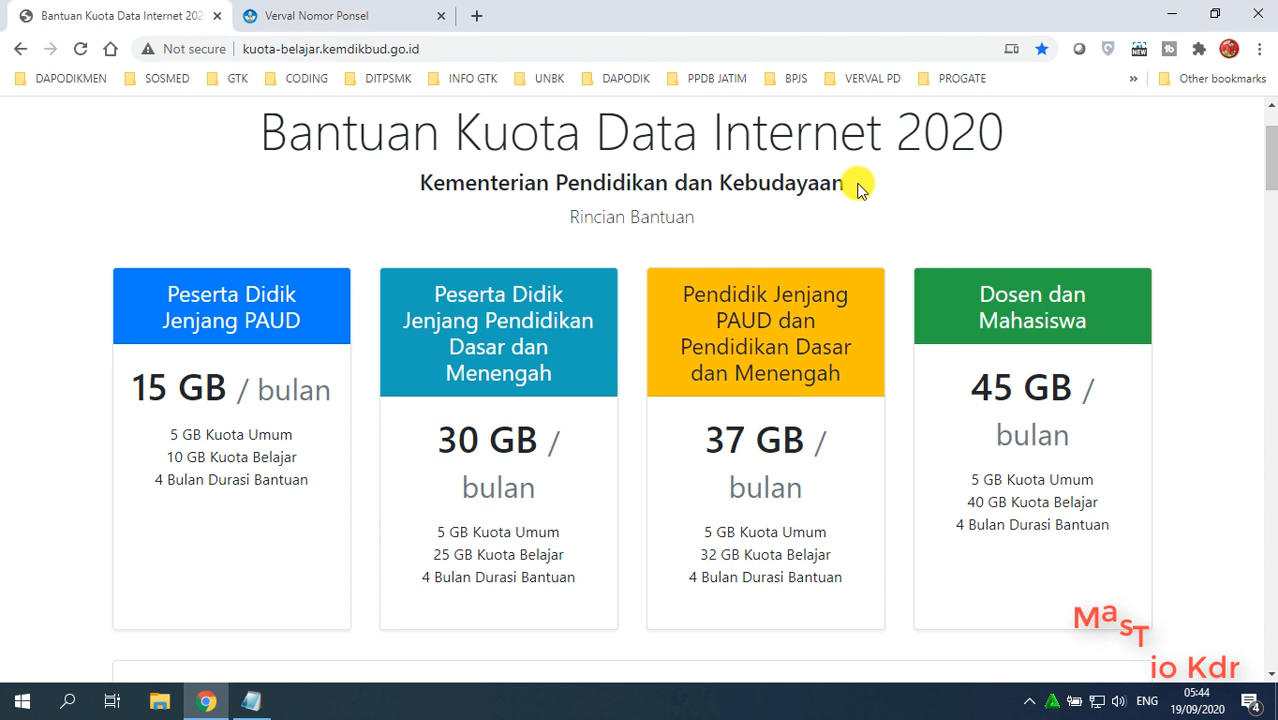 Bantuan Kuota Data Internet 202
Verval Nomor Ponsel
Not secure
kuota-belajar.kemdikbud.go.id
NEW
DAPODIKMEN
SOSMED
GTK
CODING
DITPSMK
INFO GTK
UNBK
DAPODIK
PPDB JATIM
BPJS
VERVAL PD
PROGATE
»
Other bookmarks
Bantuan Kuota Data Internet 2020
Kementerian Pendidikan dan Kebudayaan
Rincian Bantuan
Peserta Didik
Jenjang PAUD
15 GB / bulan
5 GB Kuota Umum
10 GB Kuota Belajar
4 Bulan Durasi Bantuan
Peserta Didik
Jenjang Pendidikan
Dasar dan
Menengah
30 GB /
bulan
5 GB Kuota Umum
25 GB Kuota Belajar
4 Bulan Durasi Bantuan
Pendidik Jenjang
PAUD dan
Pendidikan Dasar
dan Menengah
37 GB /
bulan
5 GB Kuota Umum
32 GB Kuota Belajar
4 Bulan Durasi Bantuan
Dosen dan
Mahasiswa
45 GB /
bulan
5 GB Kuota Umum
40 GB Kuota Belajar
4 Bulan Durasi Bantuan
MasT
io Kdr
ENG
05:44
19/09/2020
4